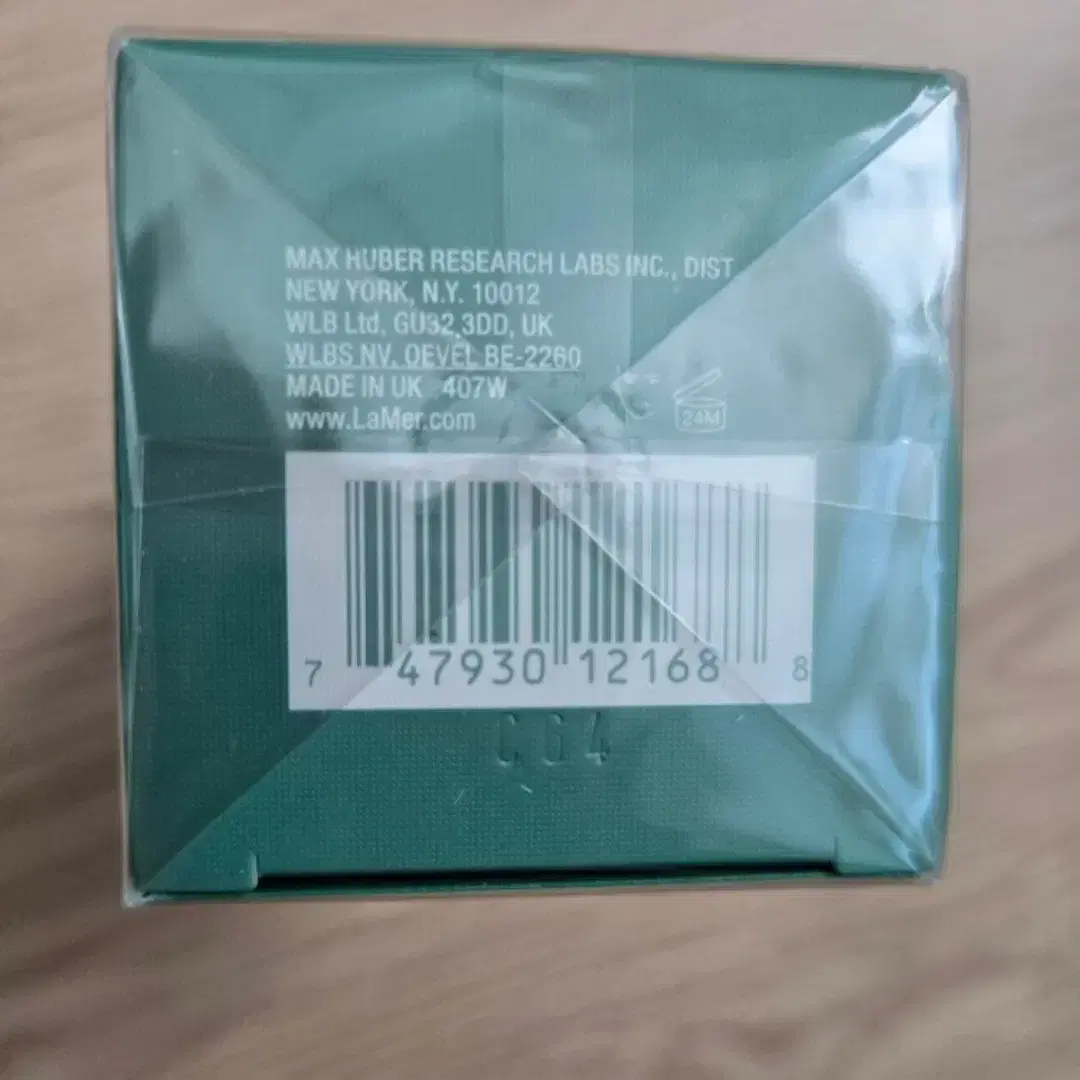 MAX HUBER RESEARCH LABS INC., DIST
NEW YORK, N.Y. 10012
WLB Ltd, GU32 3DD, UK
WLBS NV. OEVEL BE-2260
MADE IN UK 407W
www.LaMer.com
24M
7 47930 12168 8
C64